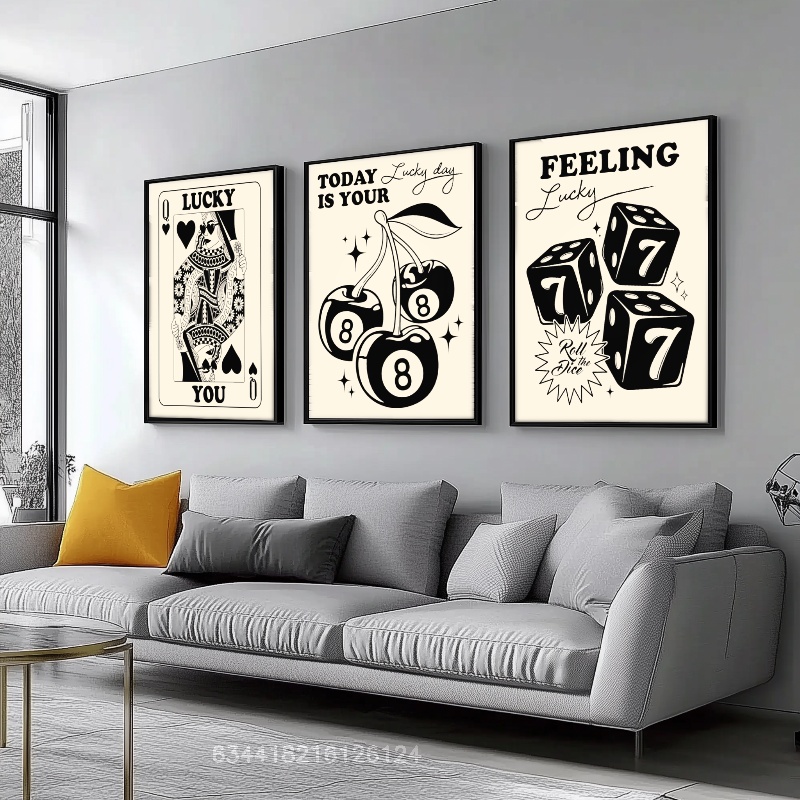 Q
LUCKY
YOU
Q
TODAY Lucky day
IS YOUR
8
8
8
FEELING
Lucky
7
7
7
Roll
the
Dice
634418216126124